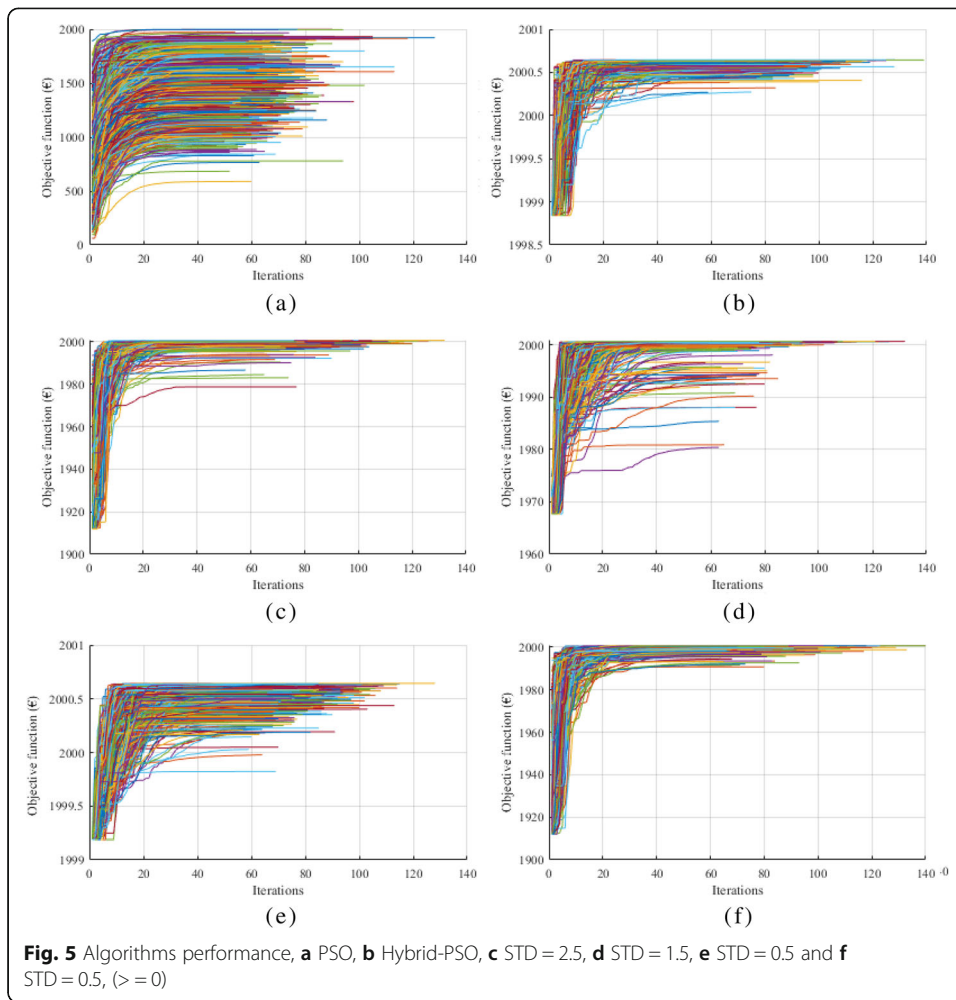 2000
1500
1000
500
0
Objective function (€)
0 20 40 60 80 100 120 140
Iterations
(a)
2001
2000.5
2000
1999.5
1999
1998.5
Objective function (€)
0 20 40 60 80 100 120 140
Iterations
(b)
2000
1980
1960
1940
1920
1900
Objective function (€)
0 20 40 60 80 100 120 140
Iterations
(c)
2000
1990
1980
1970
1960
Objective function (€)
0 20 40 60 80 100 120 140
Iterations
(d)
2001
2000.5
2000
1999.5
1999
Objective function (€)
0 20 40 60 80 100 120 140
Iterations
(e)
2000
1980
1960
1940
1920
1900
Objective function (€)
0 20 40 60 80 100 120 140 -0
Iterations
(f)
Fig. 5 Algorithms performance, a PSO, b Hybrid-PSO, c STD = 2.5, d STD = 1.5, e STD = 0.5 and f
STD = 0.5, (> = 0)